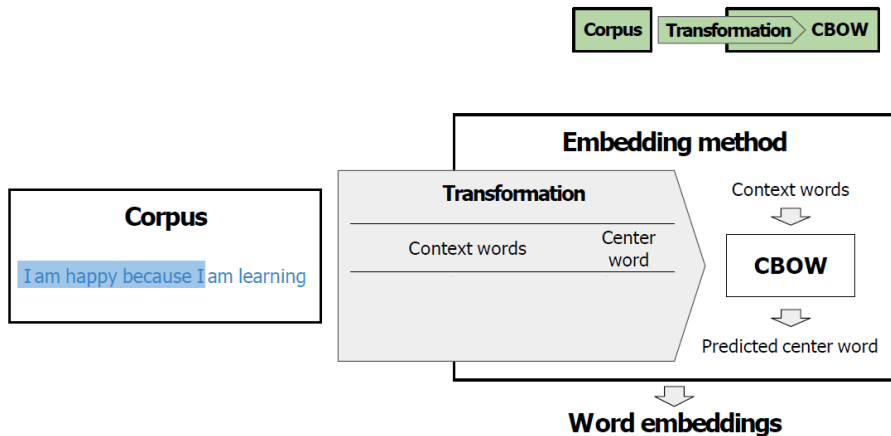 Corpus Transformation CBOW
Embedding method
Transformation
Context words
Corpus
Context words Center
word
I am happy because I am learning
CBOW
Predicted center word
Word embeddings